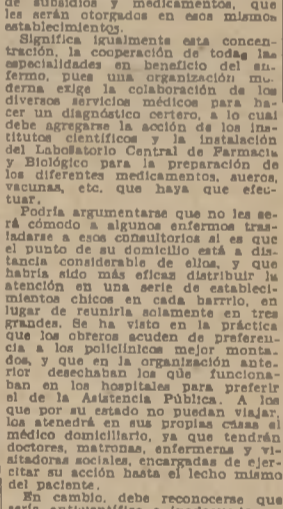 de subsidios y medicamentos, que
les serán otorgados en esos mismos
establecimientos.
Significa igualmente esta concen-
tración, la cooperación de todas las
especialidades en beneficio del en-
fermo, pues una organización mo-
derna exige la colaboración de los
diversos servicios médicos para ha-
cer un diagnóstico certero, a lo cual
debe agregarse la acción de los ins-
titutos científicos y la instalación
del Laboratorio Central de Farmacia
y Biológico para la preparación de
los diferentes medicamentos, sueros,
vacunas, etc. que haya que efec-
tuar.
Podría argumentarse que no les se-
rá cómodo a algunos enfermos tras-
ladarse a esos consultorios si es que
el punto de su domicilio está a dis-
tancia considerable de ellos, y que
habría sido más eficaz distribuir la
atención en una serie de estableci-
mientos chicos en cada barrrio, en
lugar de reunirla solamente en tres
grandes. Se ha visto en la práctica
que los obreros acuden de preferen-
cia a los policlínicos mejor monta-
dos, y que en la organización ante-
rior desechaban los que funciona-
ban en los hospitales para preferir
el de la Asistencia Pública. A los
que por su estado no puedan viajar,
los atenderá en sus propias casas el
médico domiciliario, ya que tendrán
doctores, matronas, enfermeras y vi-
sitadoras sociales, encargadas de ejer-
citar su acción hasta el lecho mismo
del paciente.
En cambio, debe reconocerse que